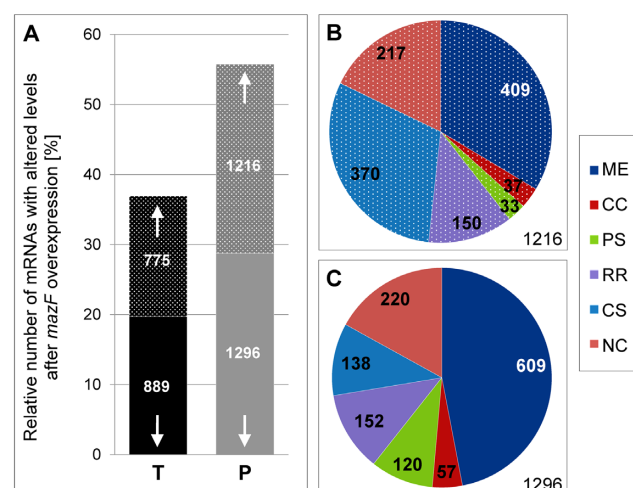 A
Relative number of mRNAs with altered levels
after mazF overexpression [%]
60
50
40
30
20
10
0
775
889
1216
1296
T
P
B
217
409
370
37
33
150
1216
C
220
609
138
152
120
57
1296
ME
CC
PS
RR
CS
NC